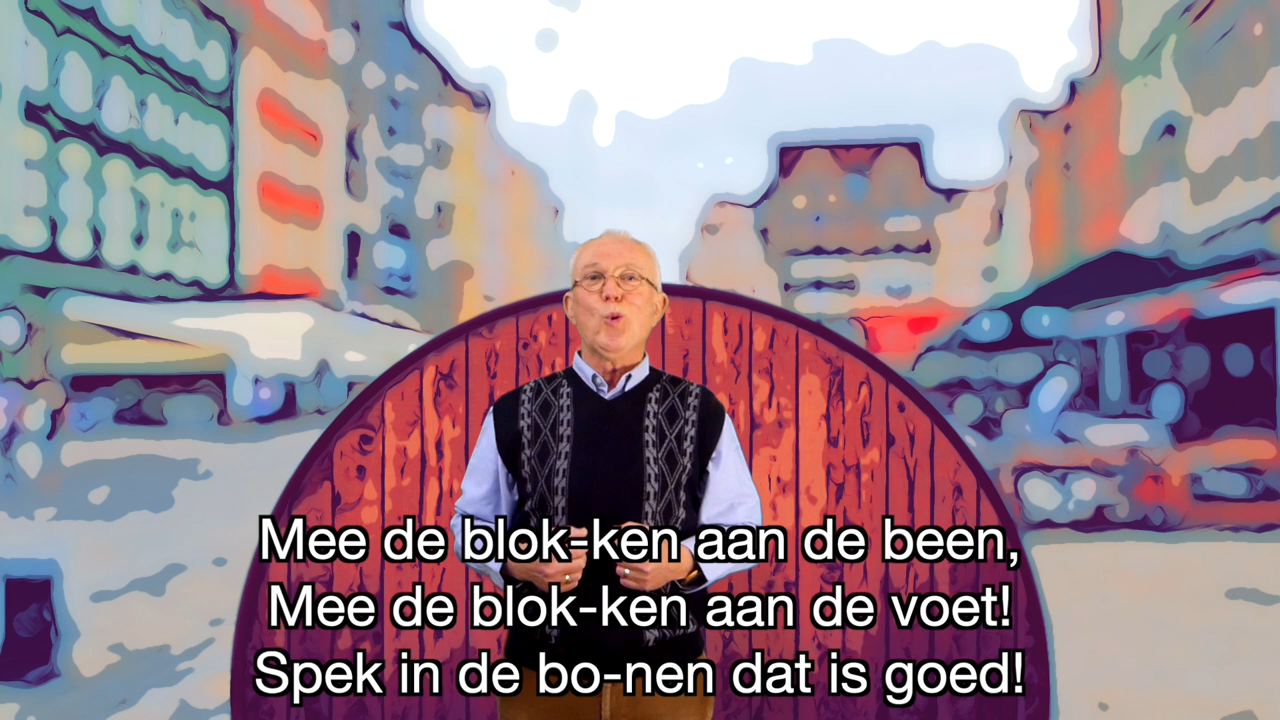 Mee de blok-ken aan de been,
Mee de blok-ken aan de voet!
Spek in de bo-nen dat is goed!